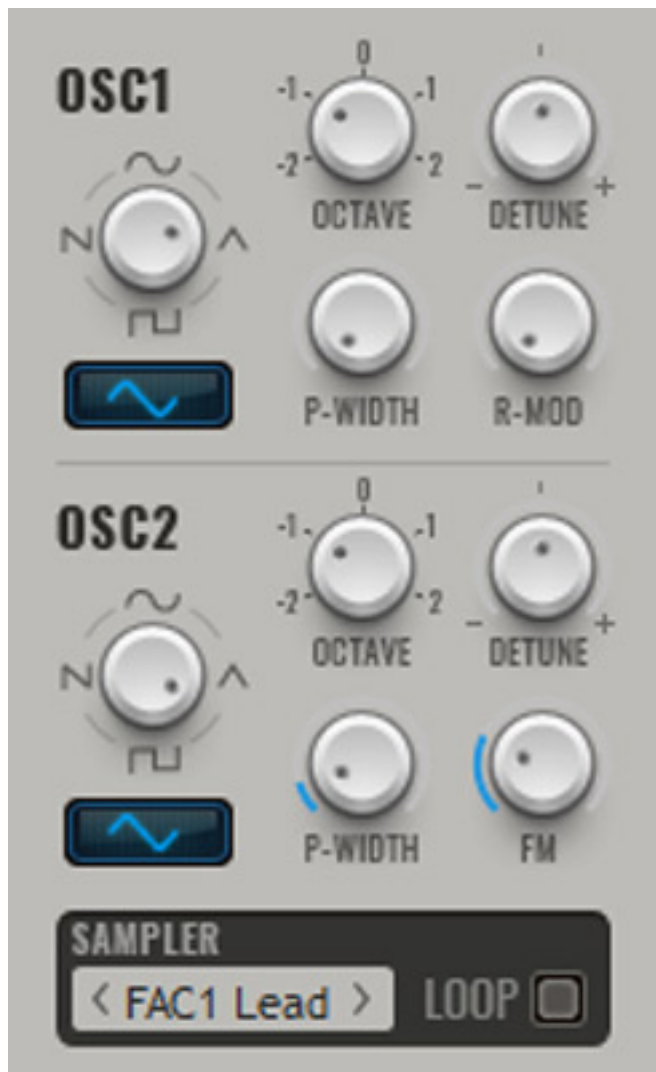 OSC1
0
-1
1
-2
2
OCTAVE
- +
DETUNE
P-WIDTH
R-MOD
OSC2
0
-1
1
-2
2
OCTAVE
- +
DETUNE
P-WIDTH
FM
SAMPLER
< FAC1 Lead >
LOOP